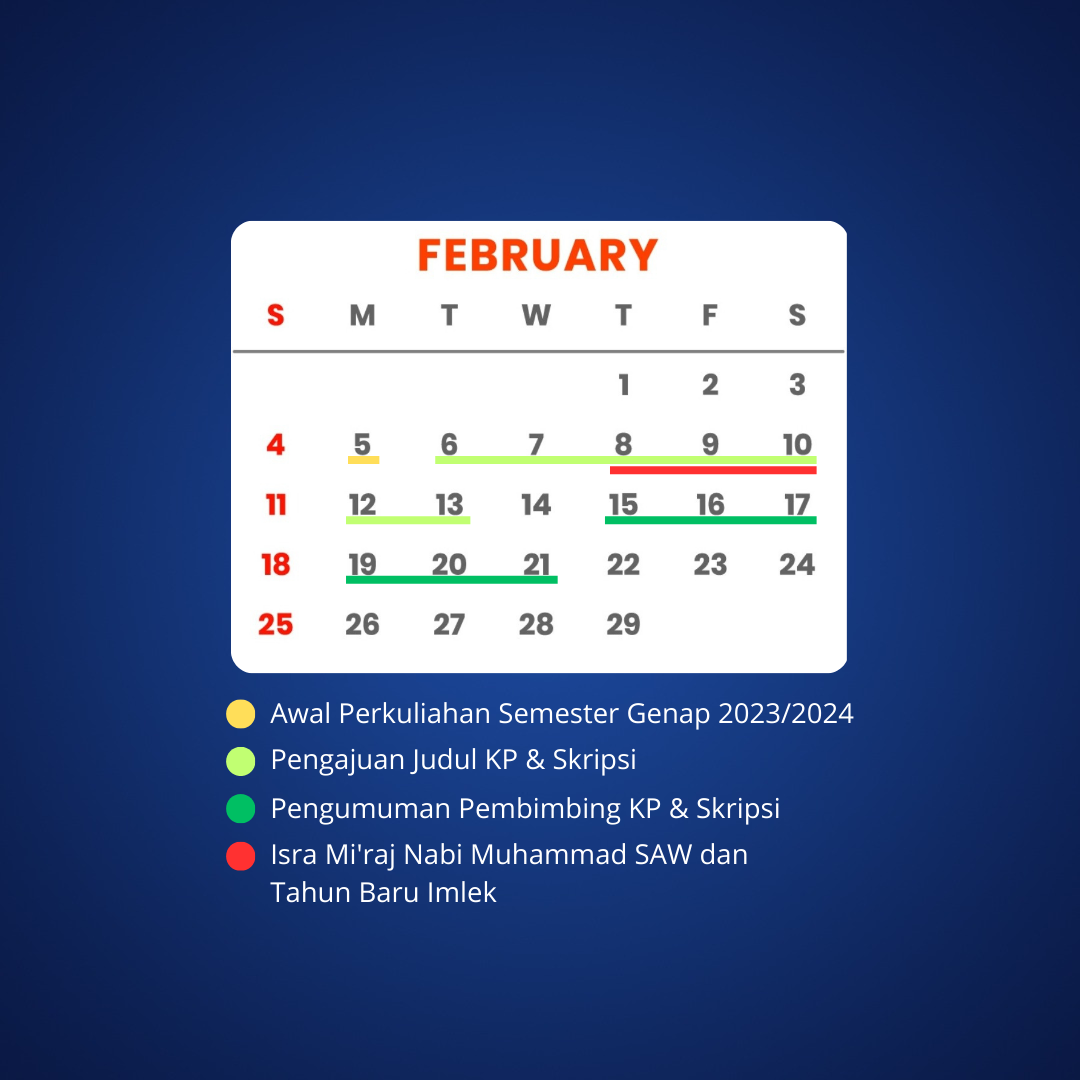 FEBRUARY
S M T W T F S
1 2 3
4 5 6 7 8 9 10
11 12 13 14 15 16 17
18 19 20 21 22 23 24
25 26 27 28 29
Awal Perkuliahan Semester Genap 2023/2024
Pengajuan Judul KP & Skripsi
Pengumuman Pembimbing KP & Skripsi
Isra Mi'raj Nabi Muhammad SAW dan
Tahun Baru Imlek